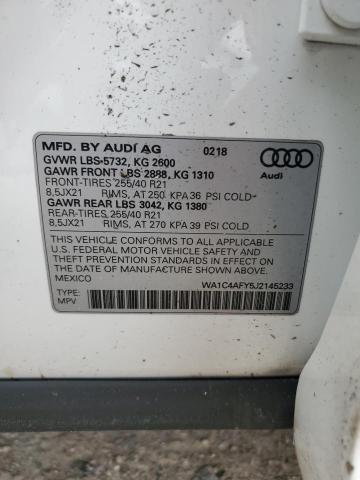 MFD. BY AUDI AG 0218
GVWR LBS 5732, KG 2600
GAWR FRONT LBS 2888, KG 1310
FRONT-TIRES 255/40 R21
8,5JX21 RIMS, AT 250 KPA 36 PSI COLD
GAWR REAR LBS 3042, KG 1380
REAR-TIRES 255/40 R21
8,5JX21 RIMS, AT 270 KPA 39 PSI COLD
Audi
THIS VEHICLE CONFORMS TO ALL APPLICABLE
U.S. FEDERAL MOTOR VEHICLE SAFETY AND
THEFT PREVENTION STANDARDS IN EFFECT ON
THE DATE OF MANUFACTURE SHOWN ABOVE.
MEXICO
WA1C4AFY5J2145233
TYPE:
MPV